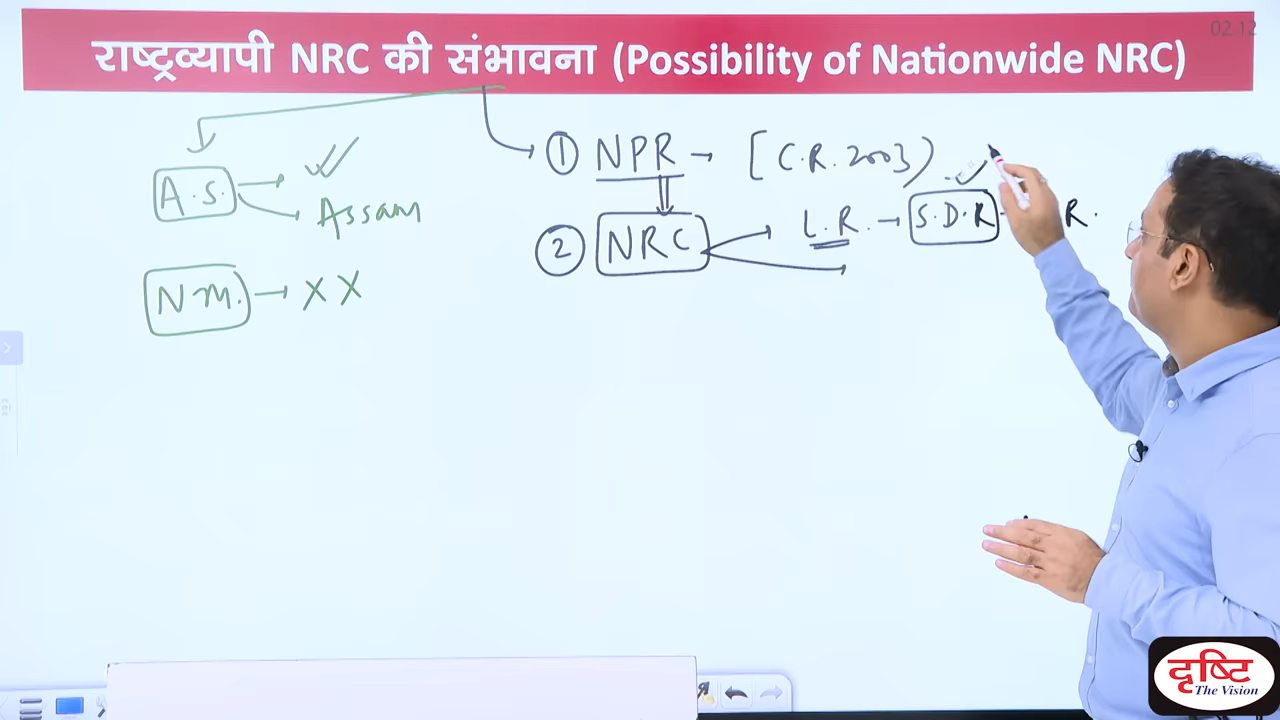 02:12
राष्ट्रव्यापी NRC की संभावना (Possibility of Nationwide NRC)
A.S. → ✓✓
→ Assam
N M. → X X
① NPR → [C.R. 2003)
② NRC → L.R. → S.D.R R.
दृष्टि
The Vision